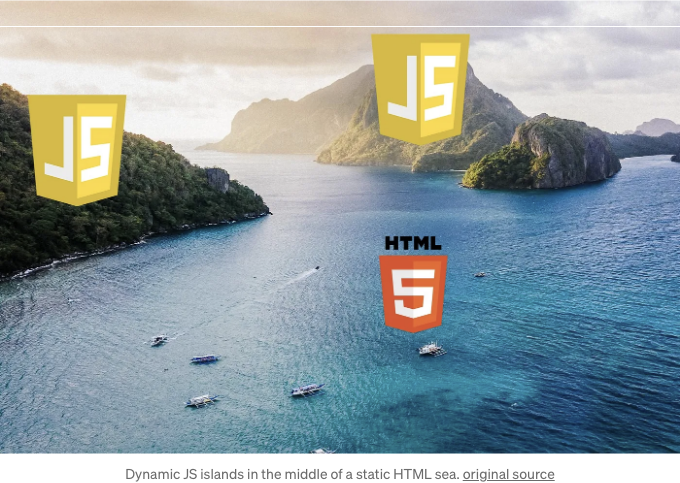 JS
JS
HTML
5
Dynamic JS islands in the middle of a static HTML sea. original source